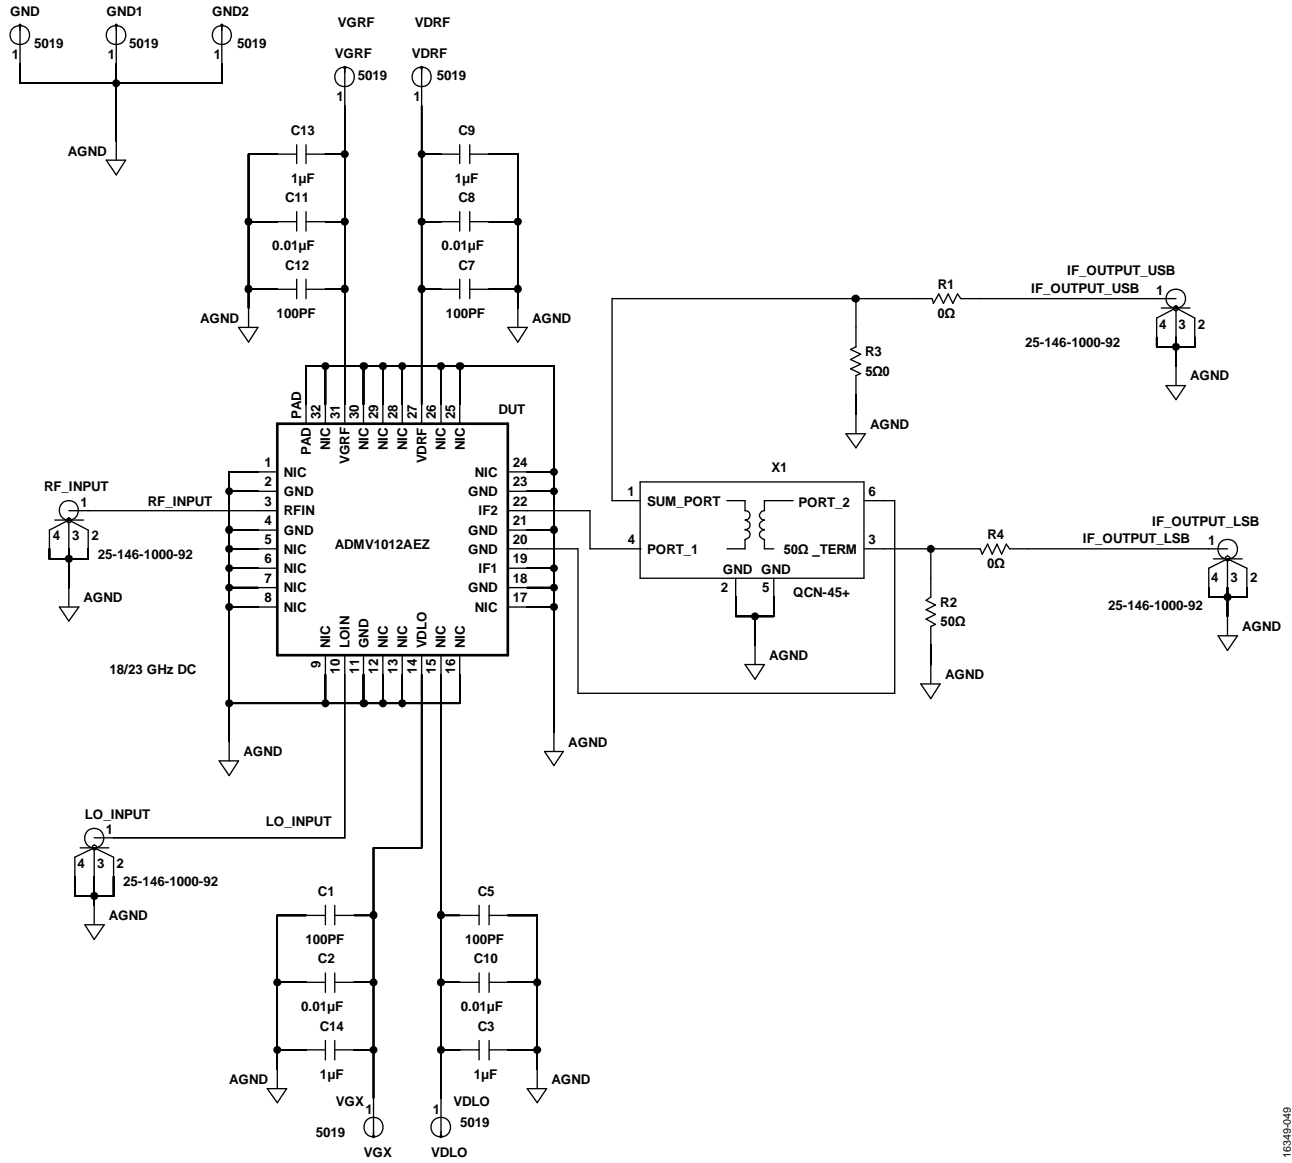 GND
5019
1
GND1
5019
1
GND2
5019
1
AGND
VGRF
VGRF
5019
1
VDRF
VDRF
5019
1
C13
1µF
C11
0.01µF
C12
100PF
AGND
C9
1µF
C8
0.01µF
C7
100PF
AGND
PAD
32
31
30
29
28
27
26
25
DUT
PAD
NIC
VGRF
NIC
NIC
NIC
VDRF
NIC
NIC
1 NIC
2 GND
3 RFIN
4 GND
5 NIC
6 NIC
7 NIC
8 NIC
ADMV1012AEZ
NIC 24
GND 23
IF2 22
GND 21
GND 20
IF1 19
GND 18
NIC 17
NIC
LOIN
GND
NIC
NIC
VDLO
NIC
NIC
9
10
11
12
13
14
15
16
18/23 GHz DC
RF_INPUT
1
RF_INPUT
4 3 2
25-146-1000-92
AGND
AGND
AGND
LO_INPUT
1
LO_INPUT
4 3 2
25-146-1000-92
AGND
C1
100PF
C2
0.01µF
C14
1µF
AGND
VGX
1
5019
VGX
C5
100PF
C10
0.01µF
C3
1µF
AGND
VDLO
1
5019
VDLO
R1
0Ω
IF_OUTPUT_USB
IF_OUTPUT_USB
1
4 3 2
25-146-1000-92
AGND
R3
5Ω0
AGND
X1
1 SUM_PORT
PORT_2 6
4 PORT_1
50Ω _TERM 3
GND GND
2 5
QCN-45+
AGND
R4
0Ω
IF_OUTPUT_LSB
IF_OUTPUT_LSB
1
4 3 2
25-146-1000-92
AGND
R2
50Ω
AGND
16349-049